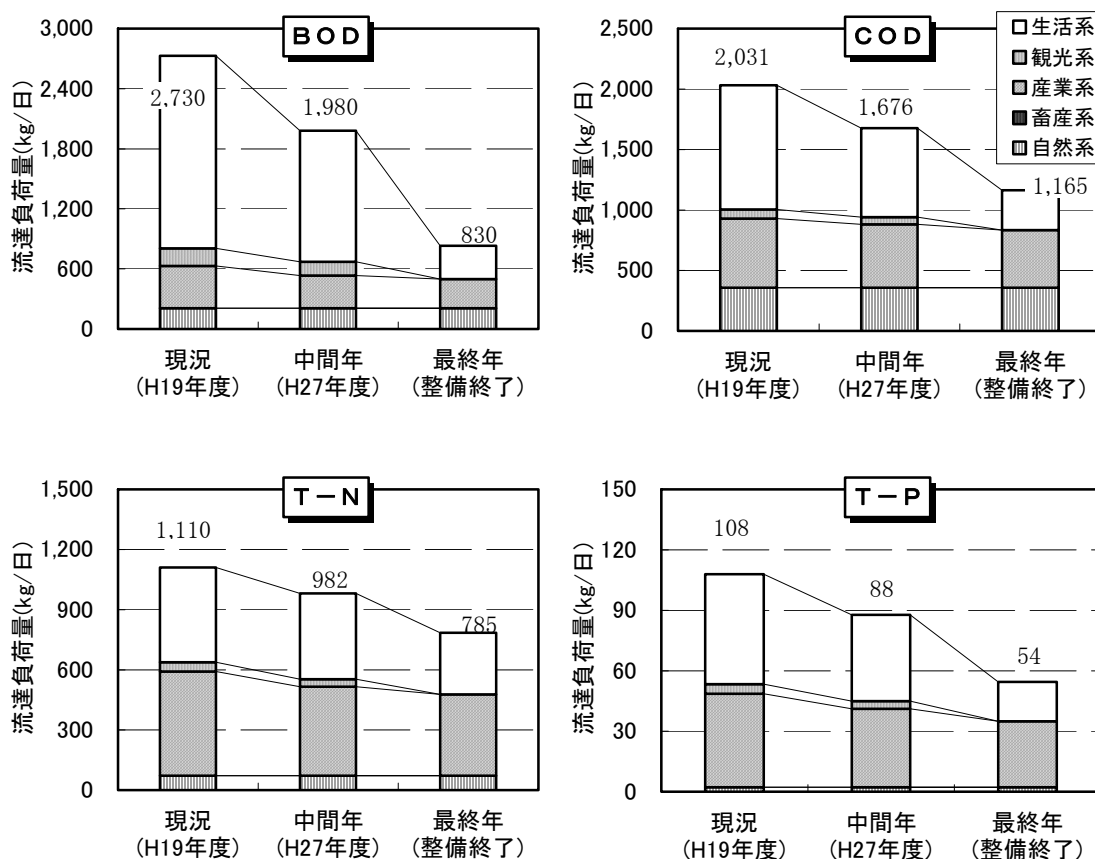 BOD
流達負荷量(kg/日)
3,000
2,400
1,800
1,200
600
0
2,730
1,980
830
現況
(H19年度)
中間年
(H27年度)
最終年
(整備終了)
COD
流達負荷量(kg/日)
2,500
2,000
1,500
1,000
500
0
2,031
1,676
1,165
現況
(H19年度)
中間年
(H27年度)
最終年
(整備終了)
生活系
観光系
産業系
畜産系
自然系
T-N
流達負荷量(kg/日)
1,500
1,200
900
600
300
0
1,110
982
785
現況
(H19年度)
中間年
(H27年度)
最終年
(整備終了)
T-P
流達負荷量(kg/日)
150
120
90
60
30
0
108
88
54
現況
(H19年度)
中間年
(H27年度)
最終年
(整備終了)